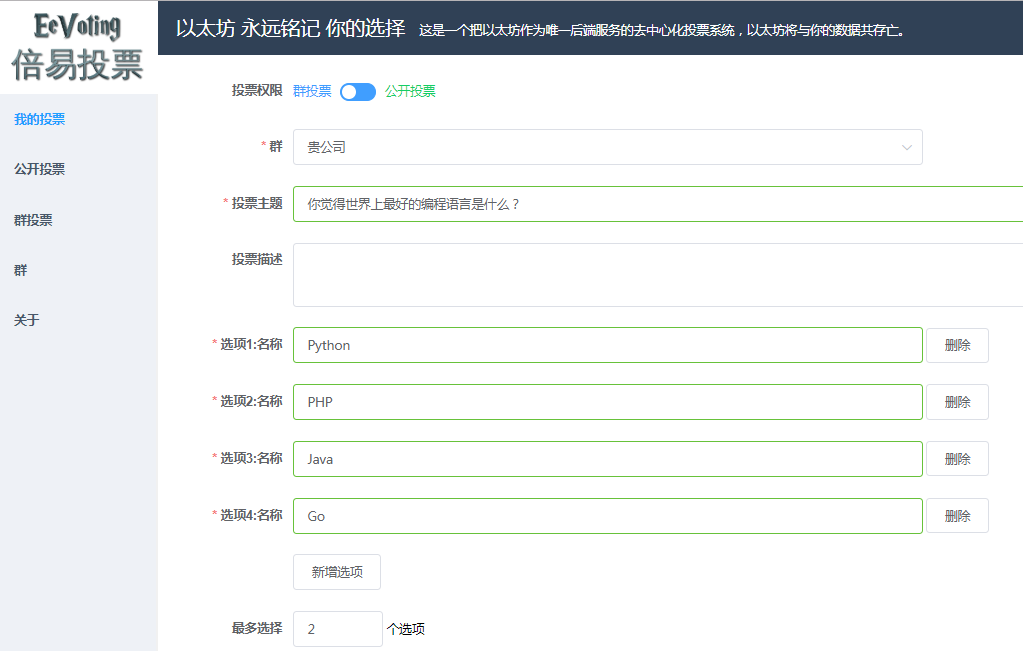 EeVoting
倍易投票
以太坊 永远铭记 你的选择 这是一个把以太坊作为唯一后端服务的去中心化投票系统，以太坊将与你的数据共存亡。
我的投票
公开投票
群投票
群
关于
投票权限 群投票 公开投票
* 群 贵公司
* 投票主题 你觉得世界上最好的编程语言是什么？
投票描述
* 选项1:名称 Python 删除
* 选项2:名称 PHP 删除
* 选项3:名称 Java 删除
* 选项4:名称 Go 删除
新增选项
最多选择 2 个选项